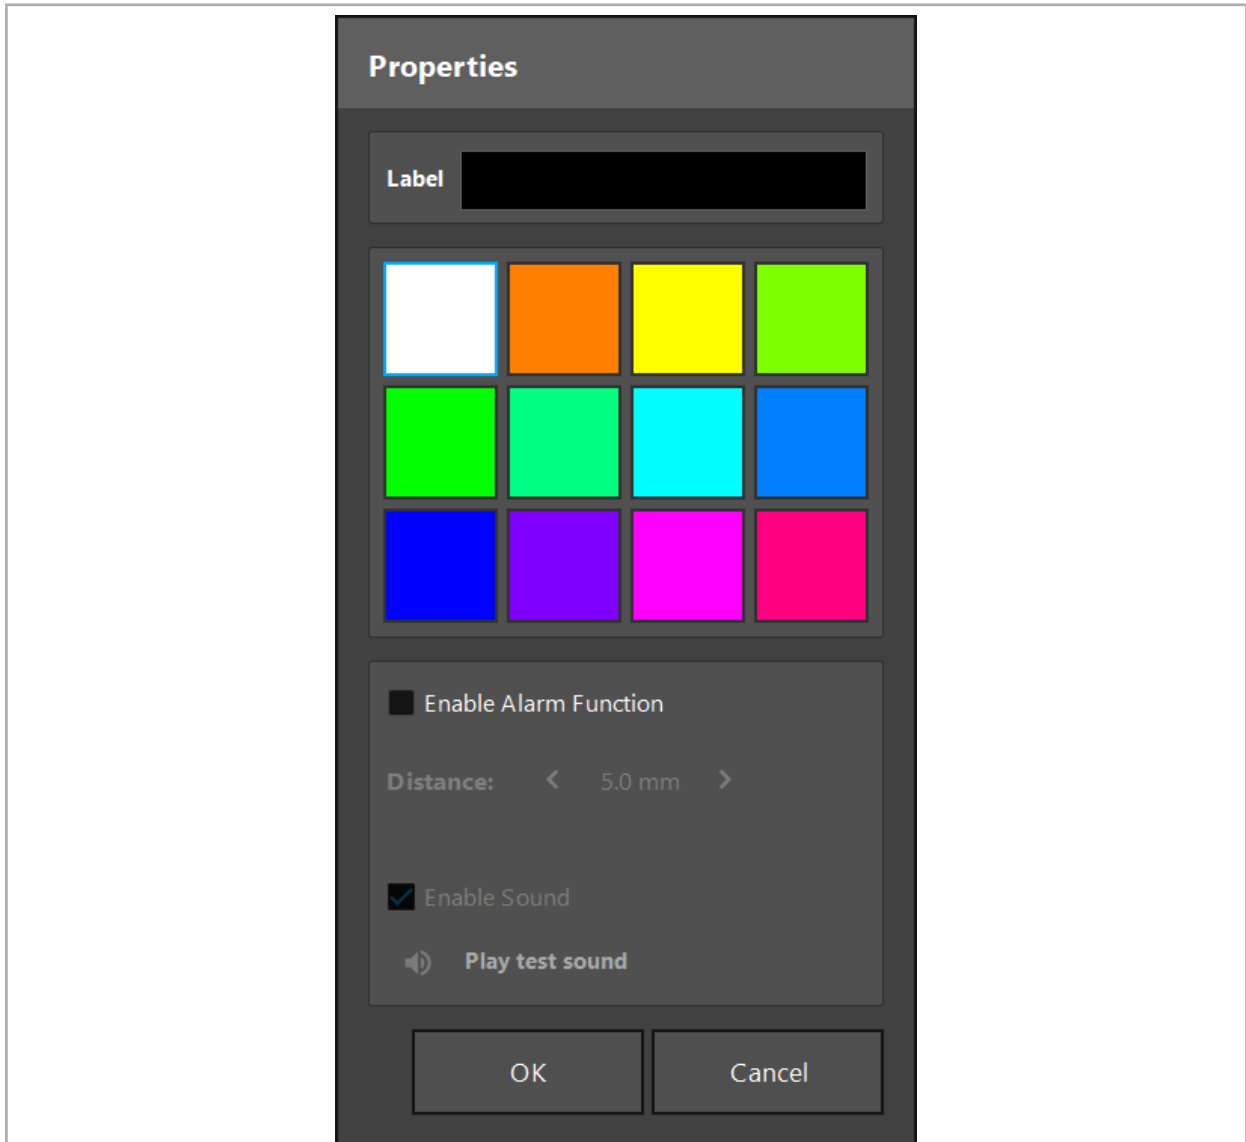 Properties
Label
Enable Alarm Function
Distance: 5.0 mm
Enable Sound
Play test sound
OK Cancel